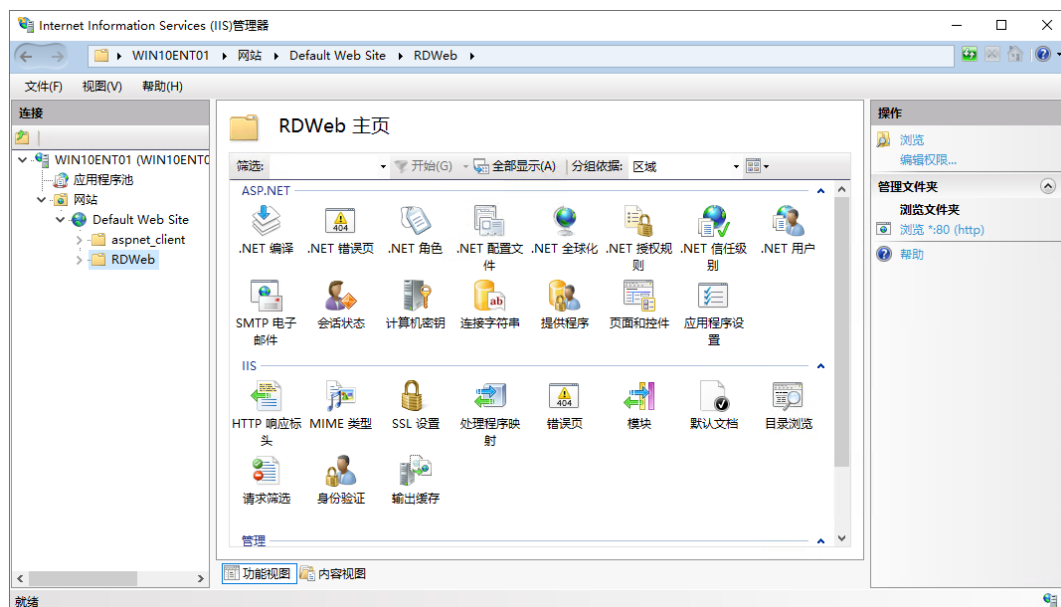 Internet Information Services (IIS)管理器
WIN10ENT01 网站 Default Web Site RDWeb
文件(F) 视图(V) 帮助(H)
连接
WIN10ENT01 (WIN10ENT0
应用程序池
网站
Default Web Site
aspnet_client
RDWeb
RDWeb 主页
筛选: 开始(G) 全部显示(A) 分组依据: 区域
ASP.NET
.NET 编译 .NET 错误页 .NET 角色 .NET 配置文件 .NET 全球化 .NET 授权规则 .NET 信任级别 .NET 用户
SMTP 电子邮件 会话状态 计算机密钥 连接字符串 提供程序 页面和控件 应用程序设置
IIS
HTTP 响应标头 MIME 类型 SSL 设置 处理程序映射 错误页 模块 默认文档 目录浏览
请求筛选 身份验证 输出缓存
管理
功能视图 内容视图
操作
浏览
编辑权限...
管理文件夹
浏览文件夹
浏览 *:80 (http)
帮助
就绪